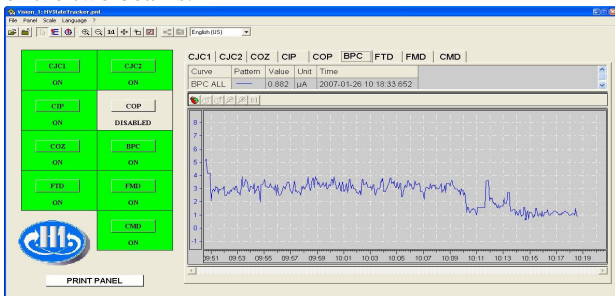 Vision_1: HVStateTracker.pnl
File Panel Scale Language ?
1:1
English (US)
CJC1
ON
CJC2
ON
CIP
ON
COP
DISABLED
COZ
ON
BPC
ON
FTD
ON
FMD
ON
CMD
ON
H1
PRINT PANEL
CJC1 CJC2 COZ CIP COP BPC FTD FMD CMD
Curve Pattern Value Unit Time
BPC ALL 0.882 µA 2007-01-26 10:18:33.652
8
7
6
5
4
3
2
1
0
-1
09:51 09:53 09:55 09:57 09:59 10:01 10:03 10:05 10:07 10:09 10:11 10:13 10:15 10:17 10:19